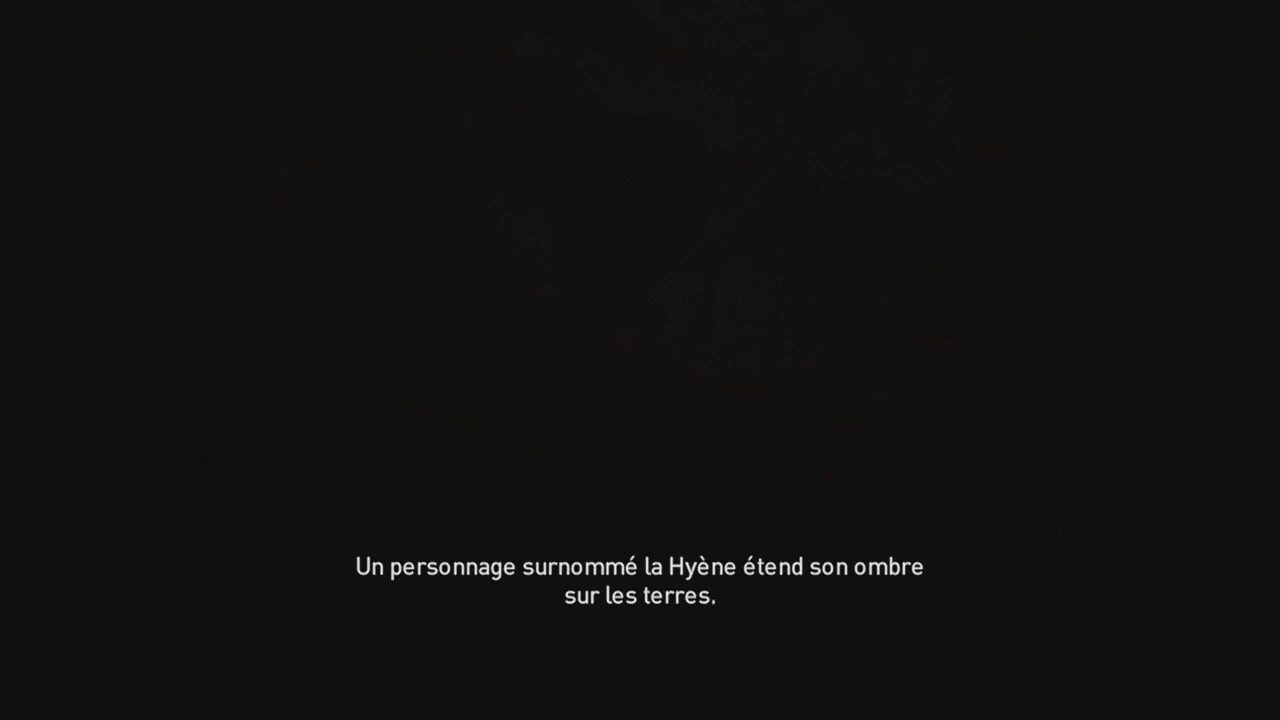 Un personnage surnommé la Hyène étend son ombre
sur les terres.